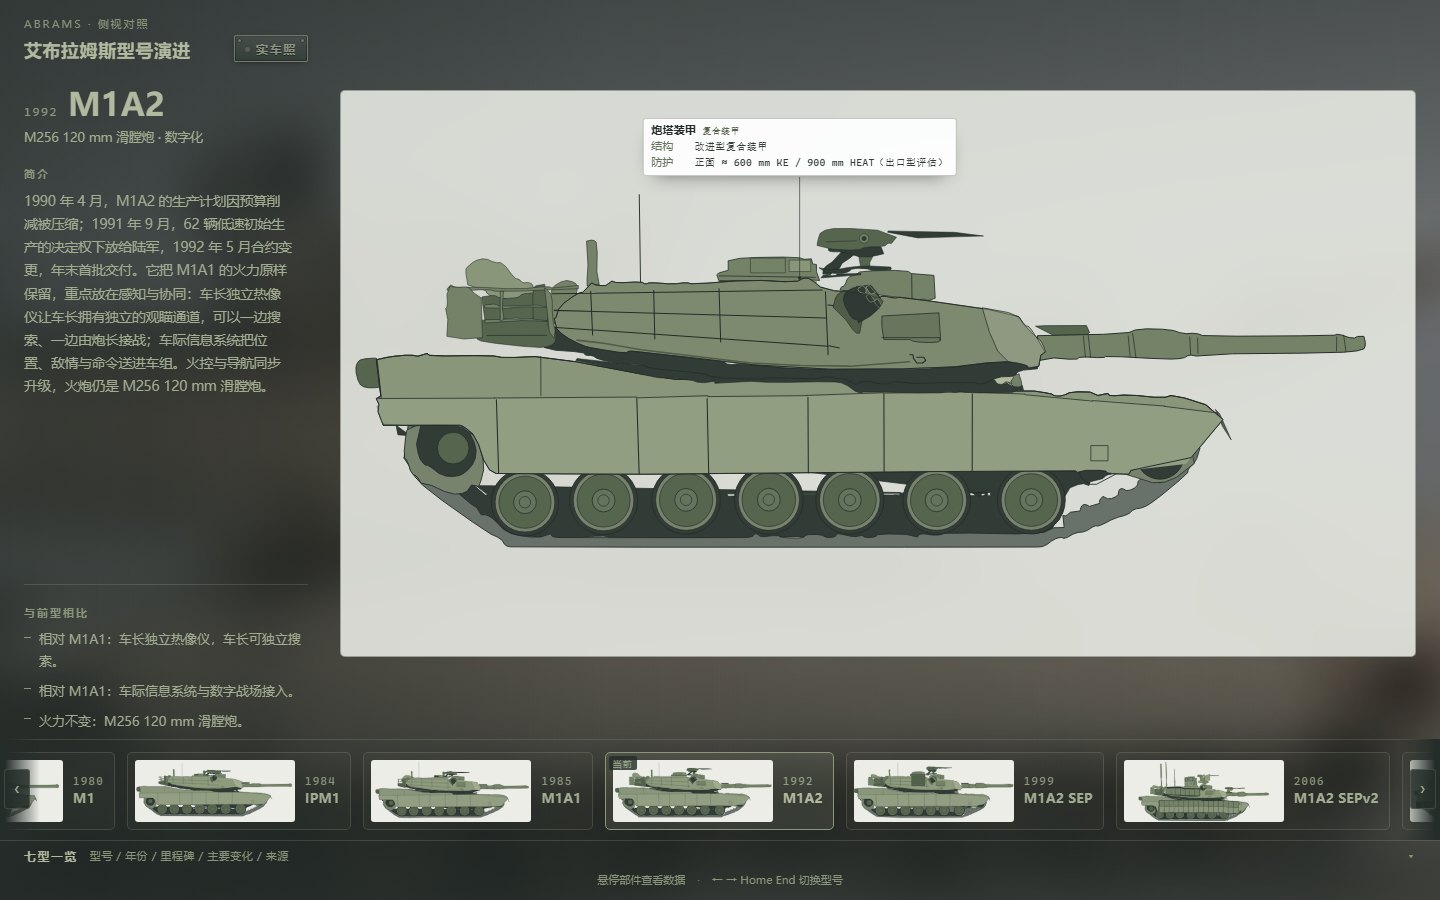 ABRAMS · 侧视对照
艾布拉姆斯型号演进
实车照
1992 M1A2
M256 120 mm 滑膛炮 · 数字化
简介
1990 年 4 月，M1A2 的生产计划因预算削
减被压缩；1991 年 9 月，62 辆低速初始生
产的决定权下放给陆军，1992 年 5 月合约变
更，年末首批交付。它把 M1A1 的火力原样
保留，重点放在感知与协同：车长独立热像
仪让车长拥有独立的观瞄通道，可以一边搜
索、一边由炮长接战；车际信息系统把位
置、敌情与命令送进车组。火控与导航同步
升级，火炮仍是 M256 120 mm 滑膛炮。
炮塔装甲 复合装甲
结构 改进型复合装甲
防护 正面 ≈ 600 mm KE / 900 mm HEAT（出口型评估）
与前型相比
– 相对 M1A1：车长独立热像仪，车长可独立搜
索。
– 相对 M1A1：车际信息系统与数字战场接入。
– 火力不变：M256 120 mm 滑膛炮。
‹
1980
M1
1984
IPM1
1985
M1A1
当前
1992
M1A2
1999
M1A2 SEP
2006
M1A2 SEPv2
›
七型一览 型号 / 年份 / 里程碑 / 主要变化 / 来源
悬停部件查看数据 · ← → Home End 切换型号